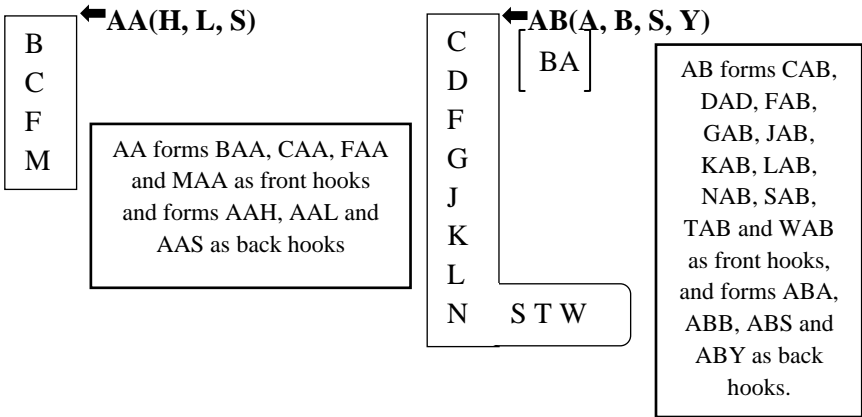 AA(H, L, S)
B
C
F
M
AA forms BAA, CAA, FAA
and MAA as front hooks
and forms AAH, AAL and
AAS as back hooks
AB(A, B, S, Y)
BA
C
D
F
G
J
K
L
N S T W
AB forms CAB,
DAD, FAB,
GAB, JAB,
KAB, LAB,
NAB, SAB,
TAB and WAB
as front hooks,
and forms ABA,
ABB, ABS and
ABY as back
hooks.